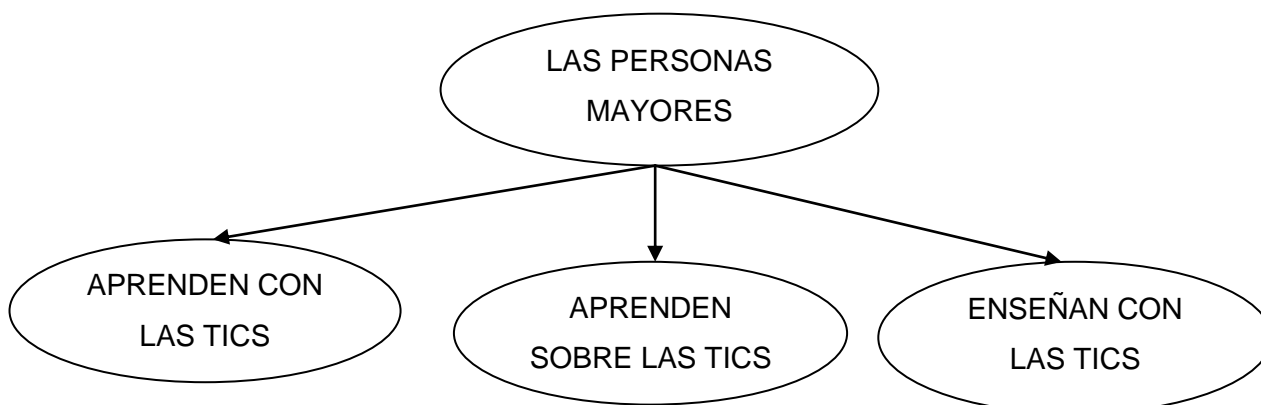 LAS PERSONAS
MAYORES
APRENDEN CON
LAS TICS
APRENDEN
SOBRE LAS TICS
ENSEÑAN CON
LAS TICS